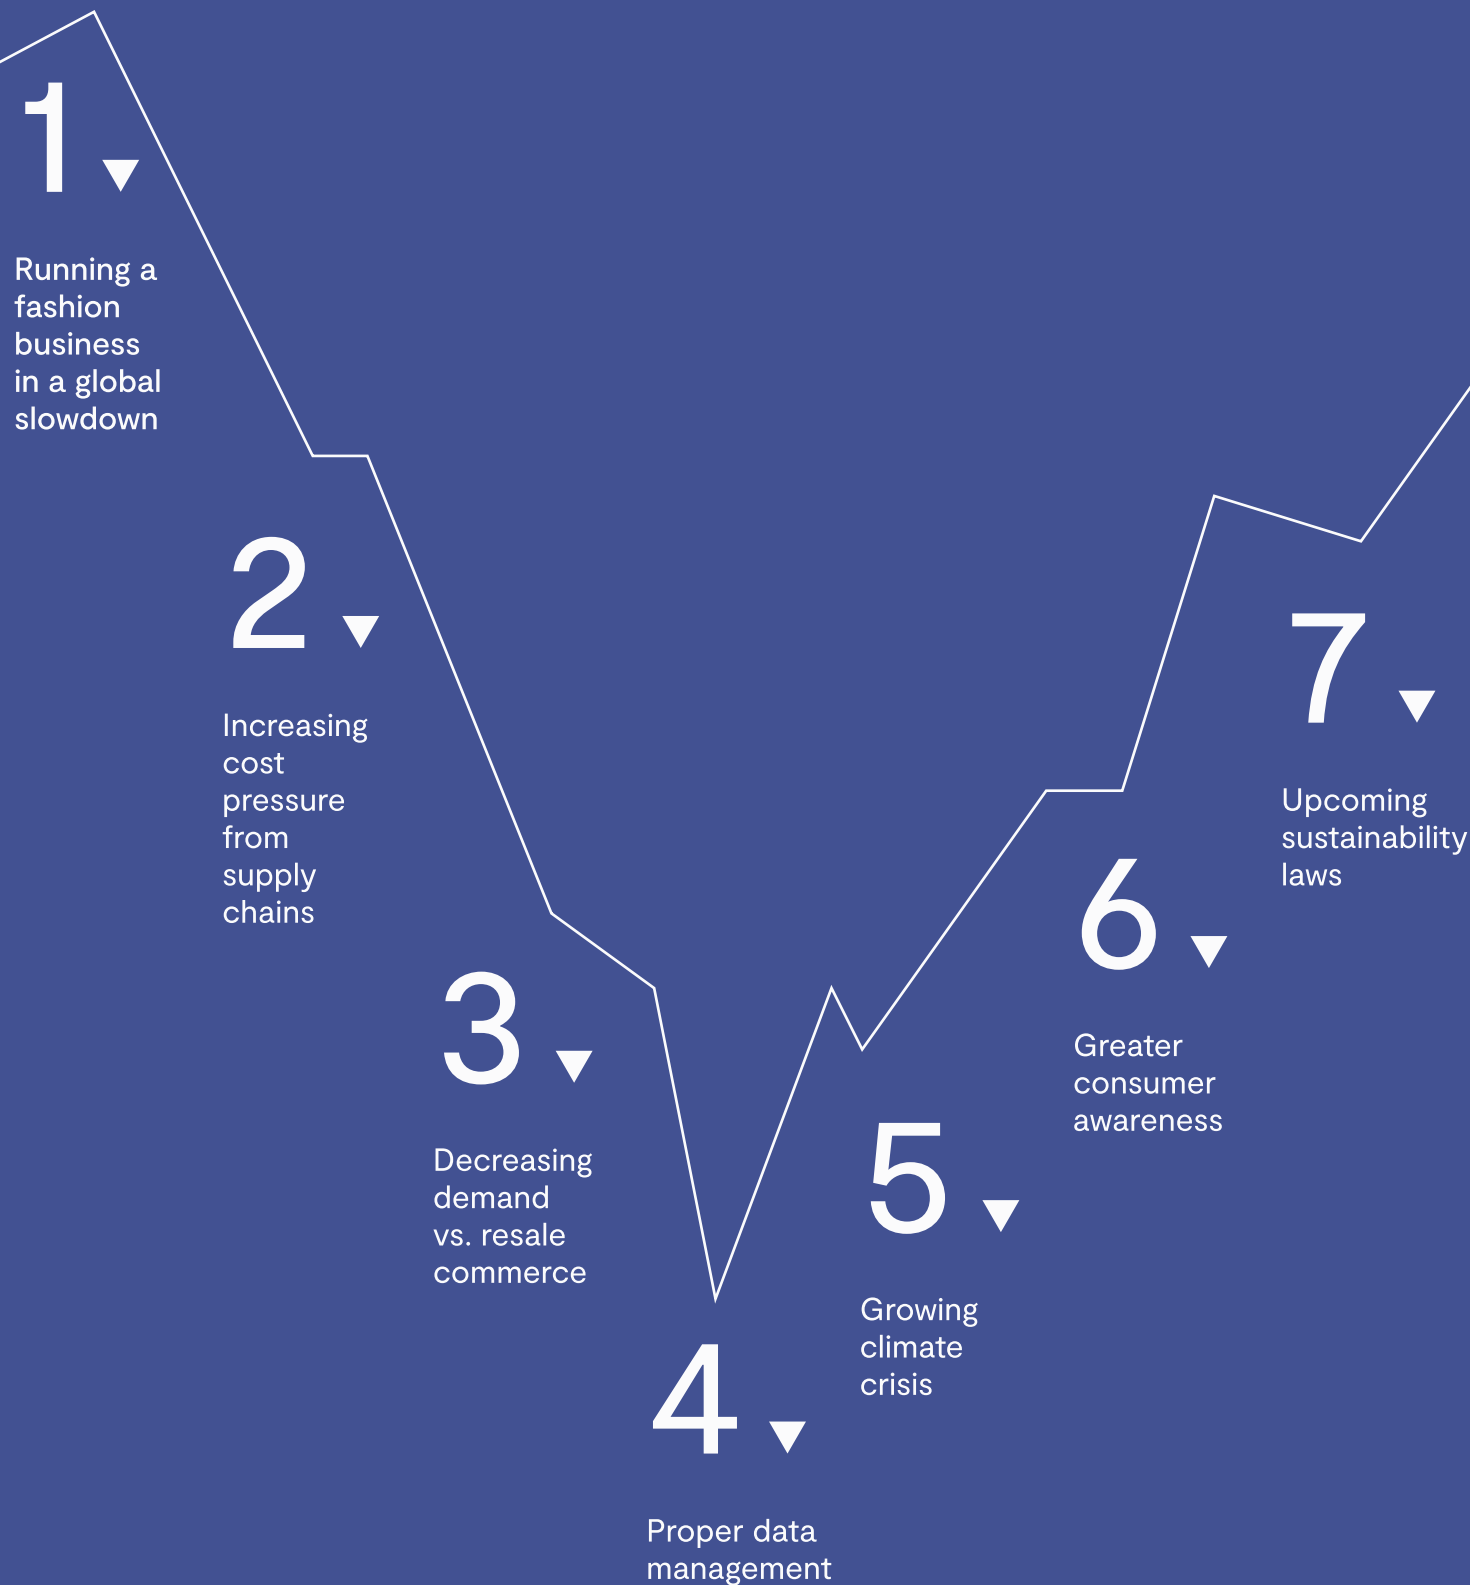 1
Running a
fashion
business
in a global
slowdown
2
Increasing
cost
pressure
from
supply
chains
3
Decreasing
demand
vs. resale
commerce
4
Proper data
management
5
Growing
climate
crisis
6
Greater
consumer
awareness
7
Upcoming
sustainability
laws